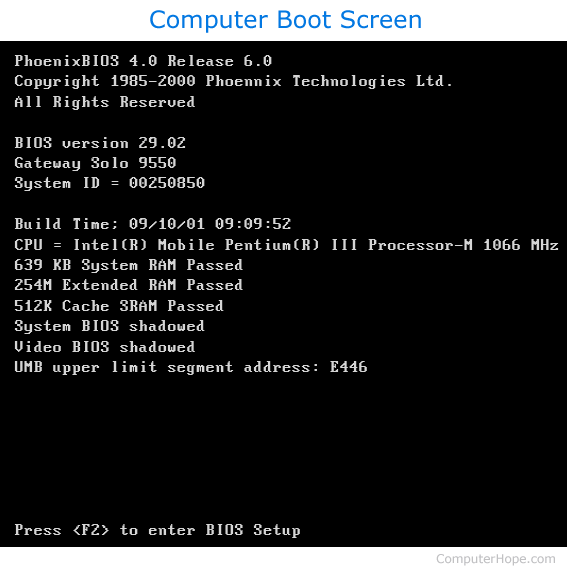 Computer Boot Screen
PhoenixBIOS 4.0 Release 6.0
Copyright 1985-2000 Phoennix Technologies Ltd.
All Rights Reserved
BIOS version 29.02
Gateway Solo 9550
System ID = 00250850
Build Time; 09/10/01 09:09:52
CPU = Intel(R) Mobile Pentium(R) III Processor-M 1066 MHz
639 KB System RAM Passed
254M Extended RAM Passed
512K Cache SRAM Passed
System BIOS shadowed
Video BIOS shadowed
UMB upper limit segment address: E446
Press <F2> to enter BIOS Setup
ComputerHope.com